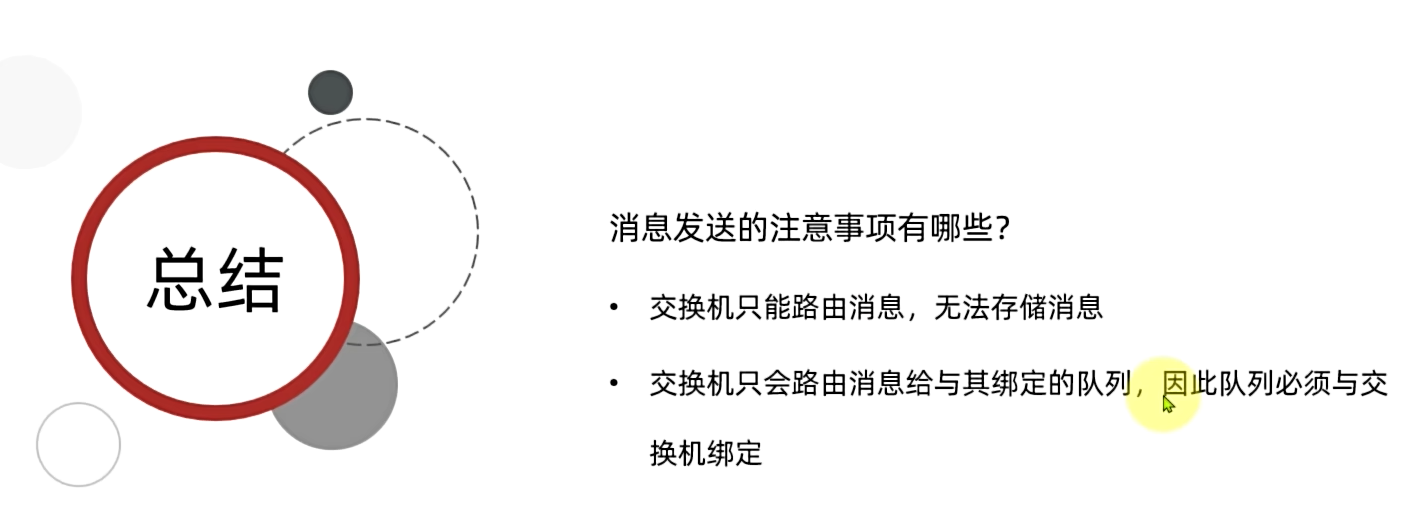 总结
消息发送的注意事项有哪些？
• 交换机只能路由消息，无法存储消息
• 交换机只会路由消息给与其绑定的队列，因此队列必须与交
换机绑定